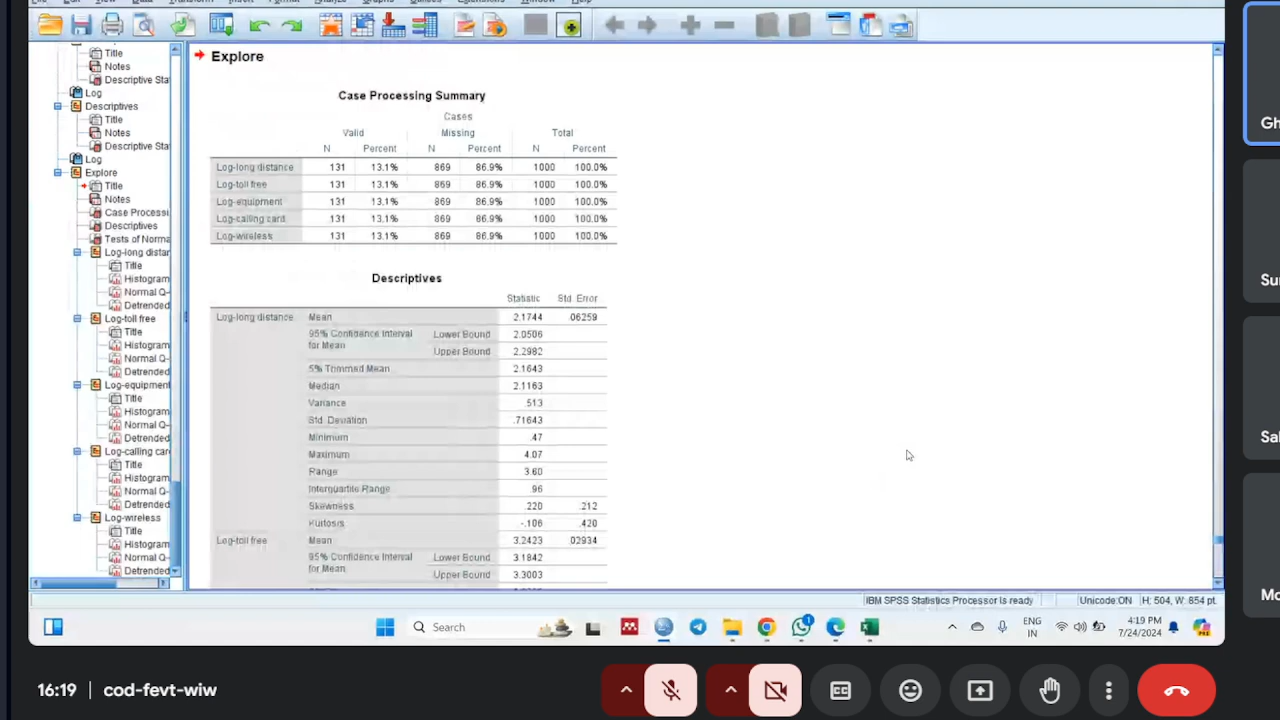 Title
Notes
Descriptive Sta
Log
Descriptives
Title
Notes
Descriptive Sta
Log
Explore
Title
Notes
Case Processi
Descriptives
Tests of Norma
Log-long distan
Title
Histogram
Normal Q-
Detrended
Log-toll free
Title
Histogram
Normal Q-
Detrended
Log-equipment
Title
Histogram
Normal Q-
Detrended
Log-calling car
Title
Histogram
Normal Q-
Detrended
Log-wireless
Title
Histogram
Normal Q-
Detrended
Explore
Case Processing Summary
Cases
Valid Missing Total
N Percent N Percent N Percent
Log-long distance 131 13.1% 869 86.9% 1000 100.0%
Log-toll free 131 13.1% 869 86.9% 1000 100.0%
Log-equipment 131 13.1% 869 86.9% 1000 100.0%
Log-calling card 131 13.1% 869 86.9% 1000 100.0%
Log-wireless 131 13.1% 869 86.9% 1000 100.0%
Descriptives
Statistic Std. Error
Log-long distance Mean 2.1744 .06259
95% Confidence Interval for Mean Lower Bound 2.0506
Upper Bound 2.2982
5% Trimmed Mean 2.1643
Median 2.1163
Variance .513
Std. Deviation .71643
Minimum .47
Maximum 4.07
Range 3.60
Interquartile Range .96
Skewness .220 .212
Kurtosis -.106 .420
Log-toll free Mean 3.2423 .02934
95% Confidence Interval for Mean Lower Bound 3.1842
Upper Bound 3.3003
IBM SPSS Statistics Processor is ready Unicode:ON H: 504, W: 854 pt.
Search
ENG
IN
4:19 PM
7/24/2024
16:19 | cod-fevt-wiw
Gh
Sur
Sal
Mo